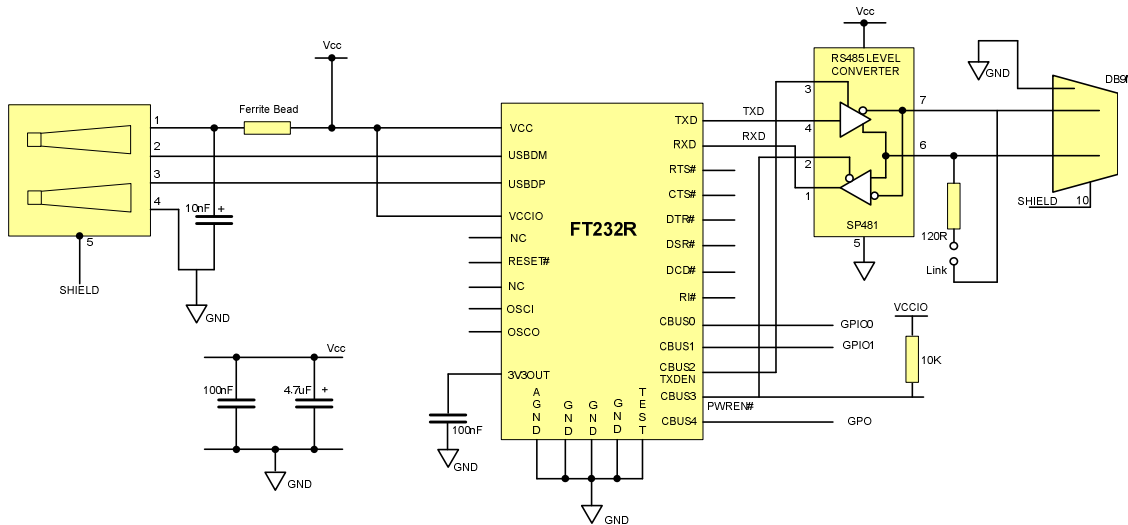 Vcc
Vcc
RS485 LEVEL
CONVERTER
GND
DB9M
Ferrite Bead
1
2
3
4
5
SHIELD
10nF +
GND
VCC
USBDM
USBDP
VCCIO
NC
RESET#
NC
OSCI
OSCO
3V3OUT
FT232R
TXD
RXD
RTS#
CTS#
DTR#
DSR#
DCD#
RI#
CBUS0
CBUS1
CBUS2
TXDEN
CBUS3
CBUS4
AGND
GND
GND
GND
TEST
GND
TXD
RXD
3
4
2
1
7
6
SP481
5
120R
Link
SHIELD
10
VCCIO
10K
GPIO0
GPIO1
PWREN#
GPO
Vcc
100nF
4.7uF +
GND
100nF
GND